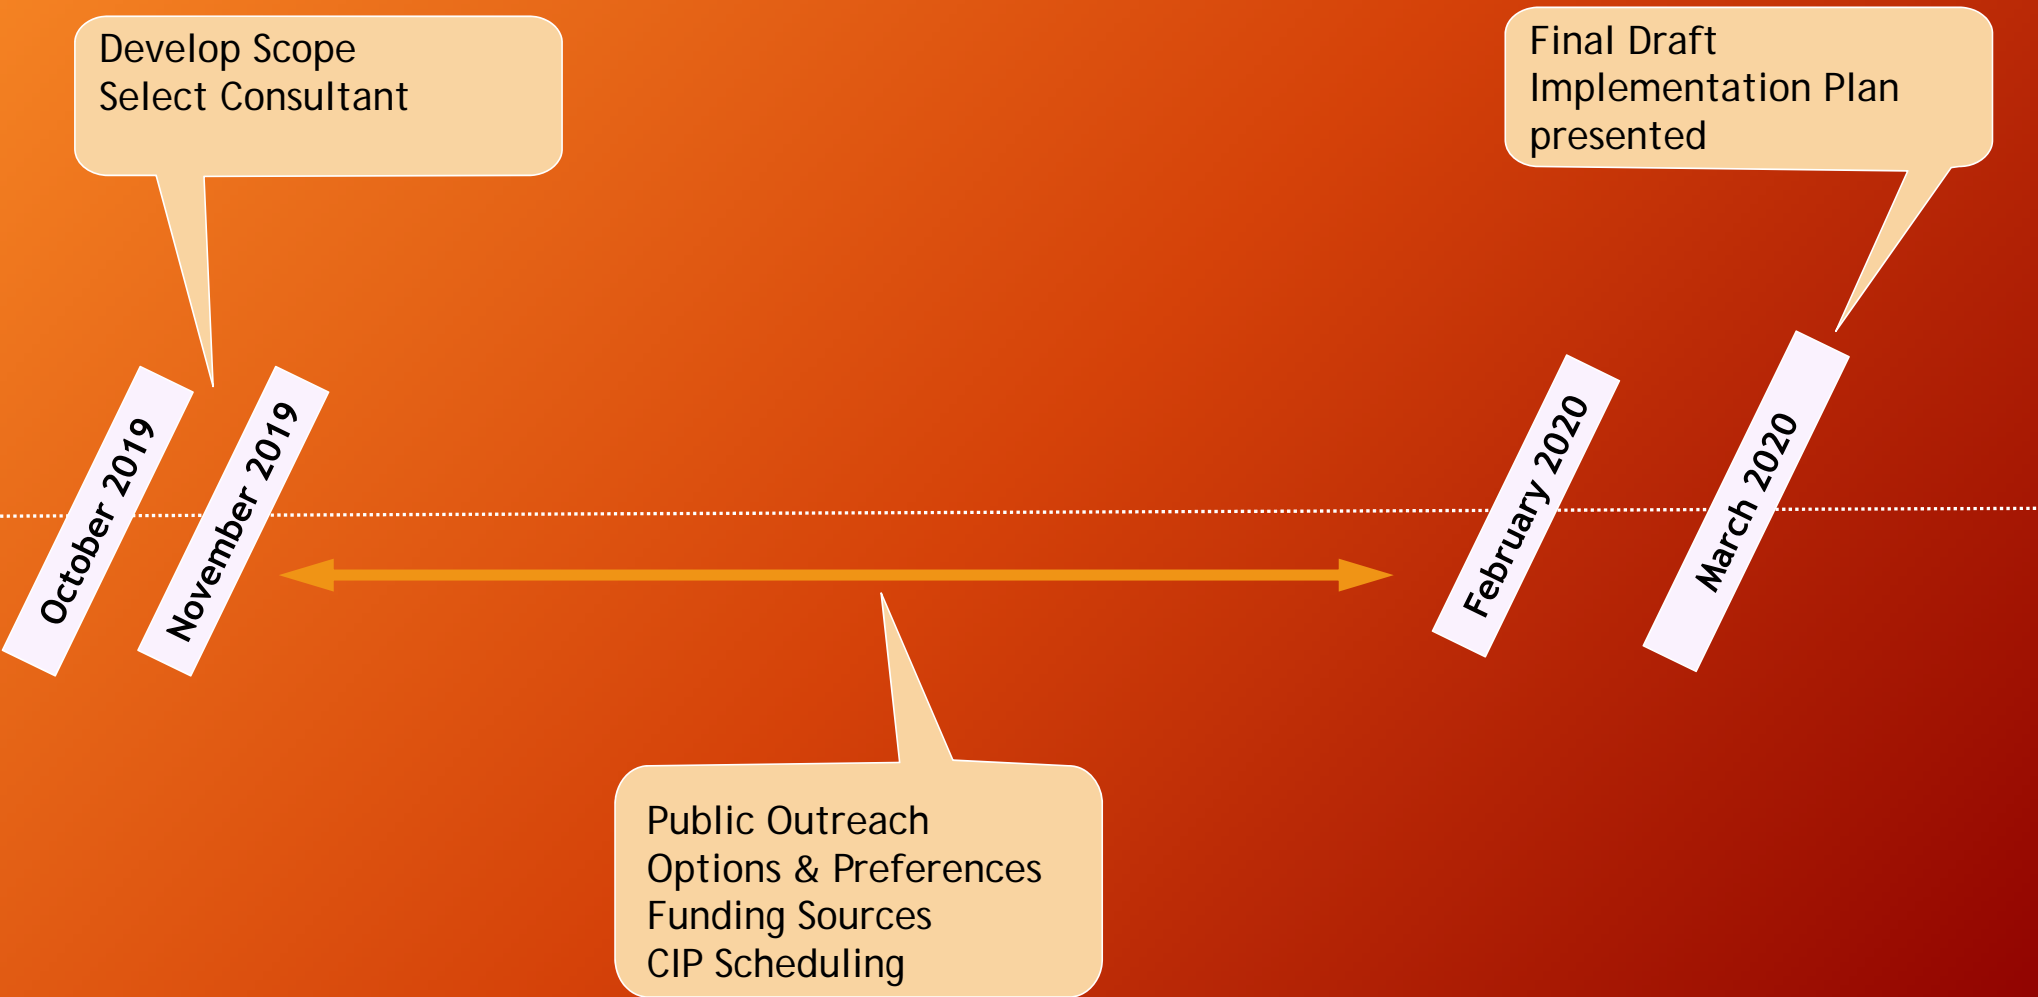 Develop Scope
Select Consultant
Final Draft
Implementation Plan
presented
October 2019
November 2019
February 2020
March 2020
Public Outreach
Options & Preferences
Funding Sources
CIP Scheduling